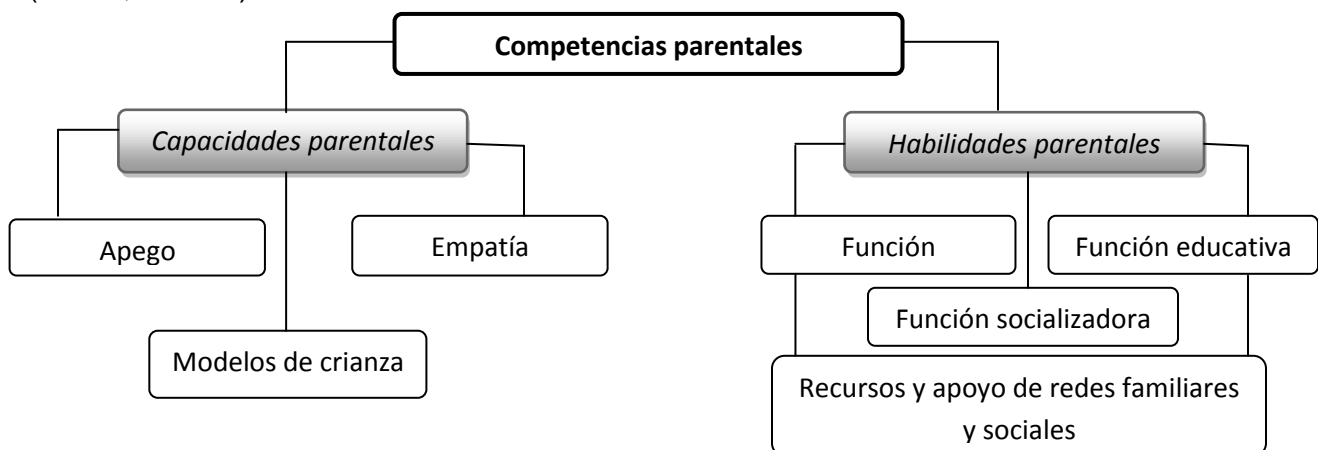 Competencias parentales
Capacidades parentales
Habilidades parentales
Apego
Empatía
Función
Función educativa
Función socializadora
Modelos de crianza
Recursos y apoyo de redes familiares
y sociales